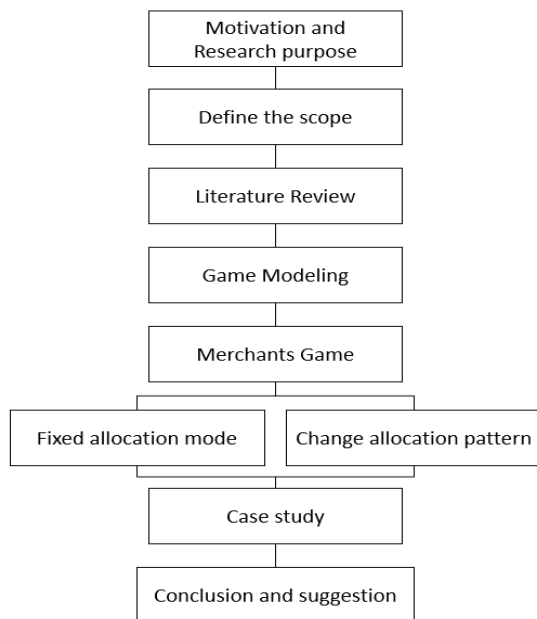 Motivation and
Research purpose
Define the scope
Literature Review
Game Modeling
Merchants Game
Fixed allocation mode
Change allocation pattern
Case study
Conclusion and suggestion